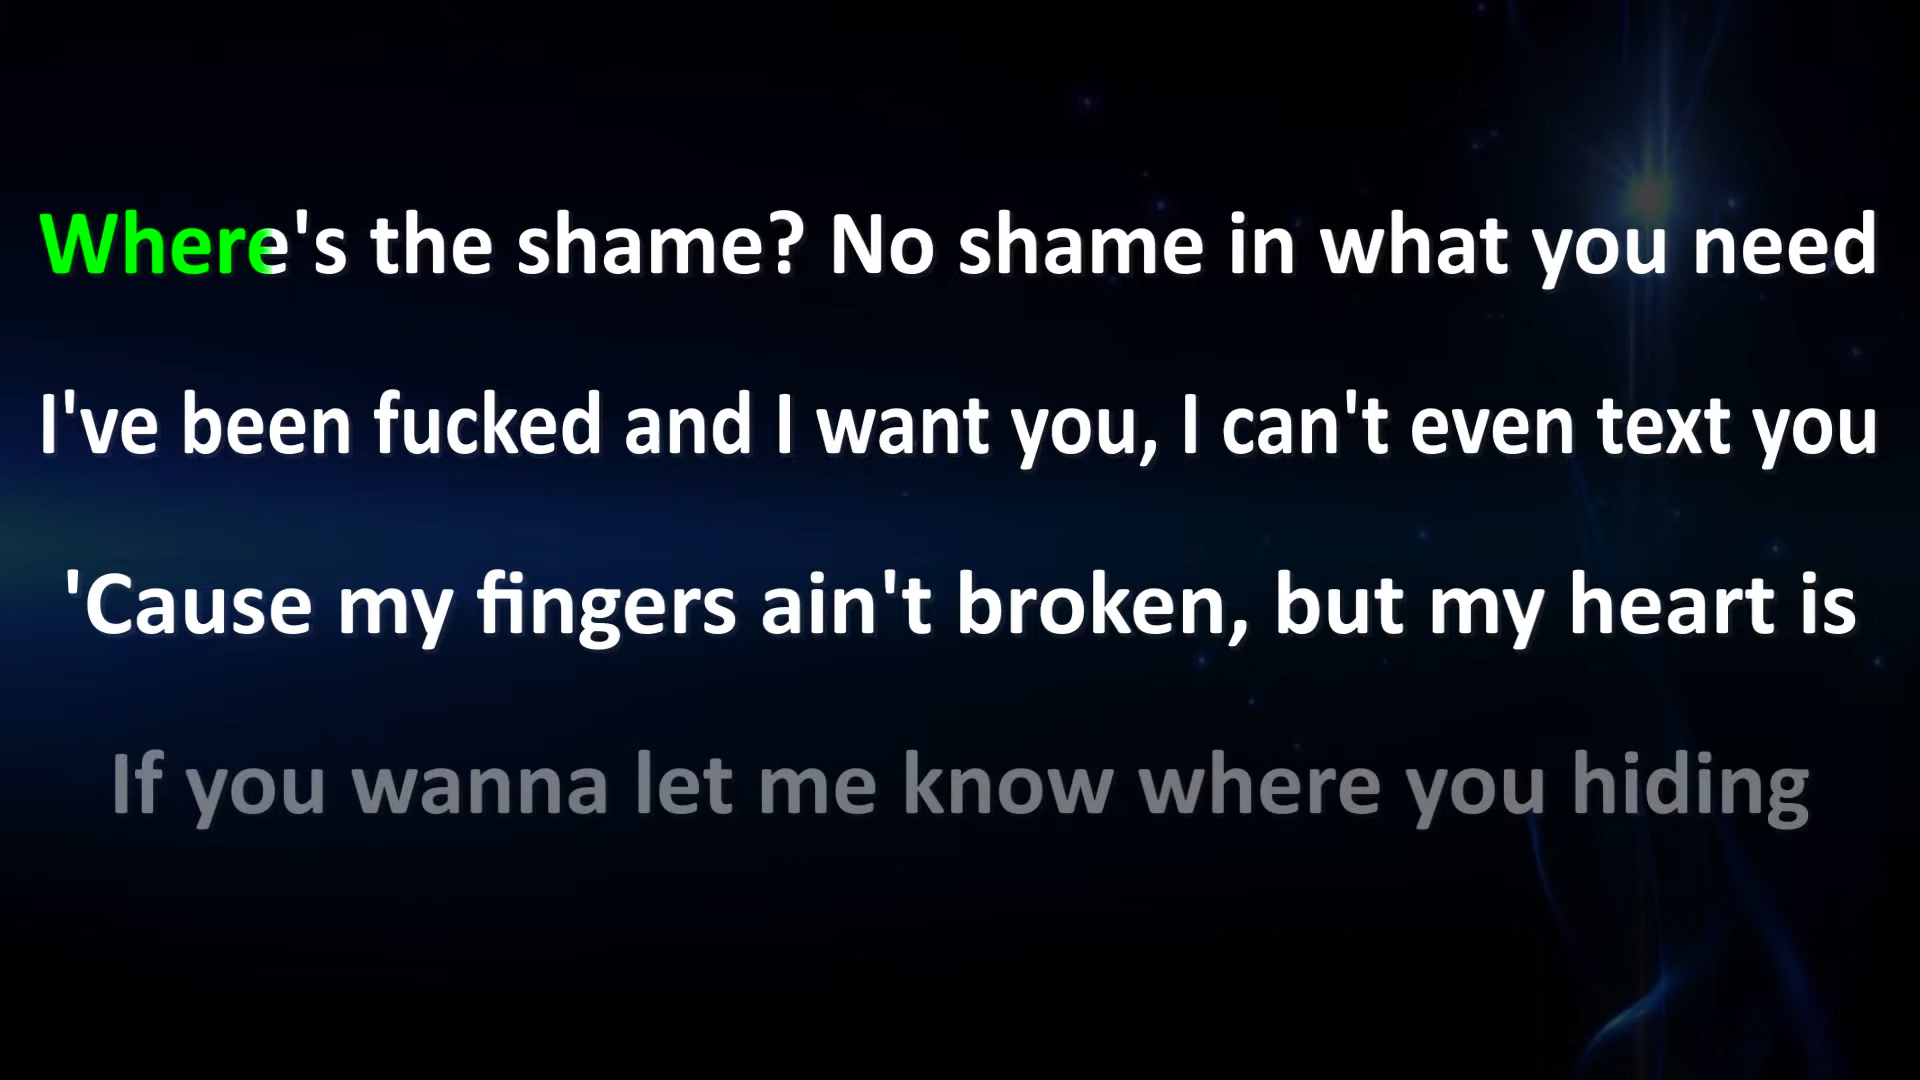 Where's the shame? No shame in what you need
I've been fucked and I want you, I can't even text you
'Cause my fingers ain't broken, but my heart is
If you wanna let me know where you hiding